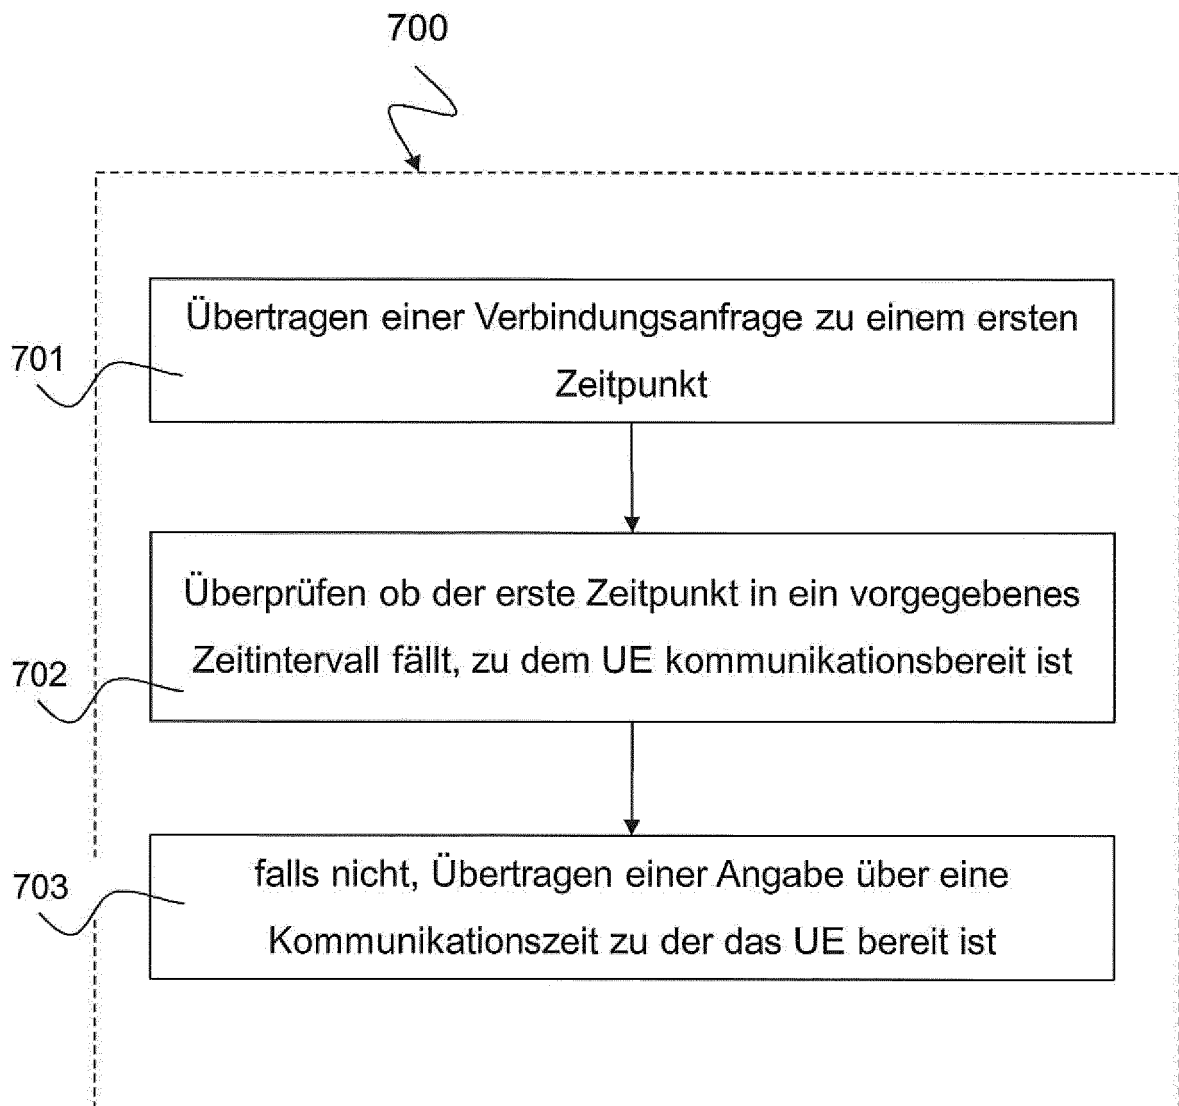 700
Übertragen einer Verbindungsanfrage zu einem ersten
Zeitpunkt
701
Überprüfen ob der erste Zeitpunkt in ein vorgegebenes
Zeitintervall fällt, zu dem UE kommunikationsbereit ist
702
falls nicht, Übertragen einer Angabe über eine
Kommunikationszeit zu der das UE bereit ist
703